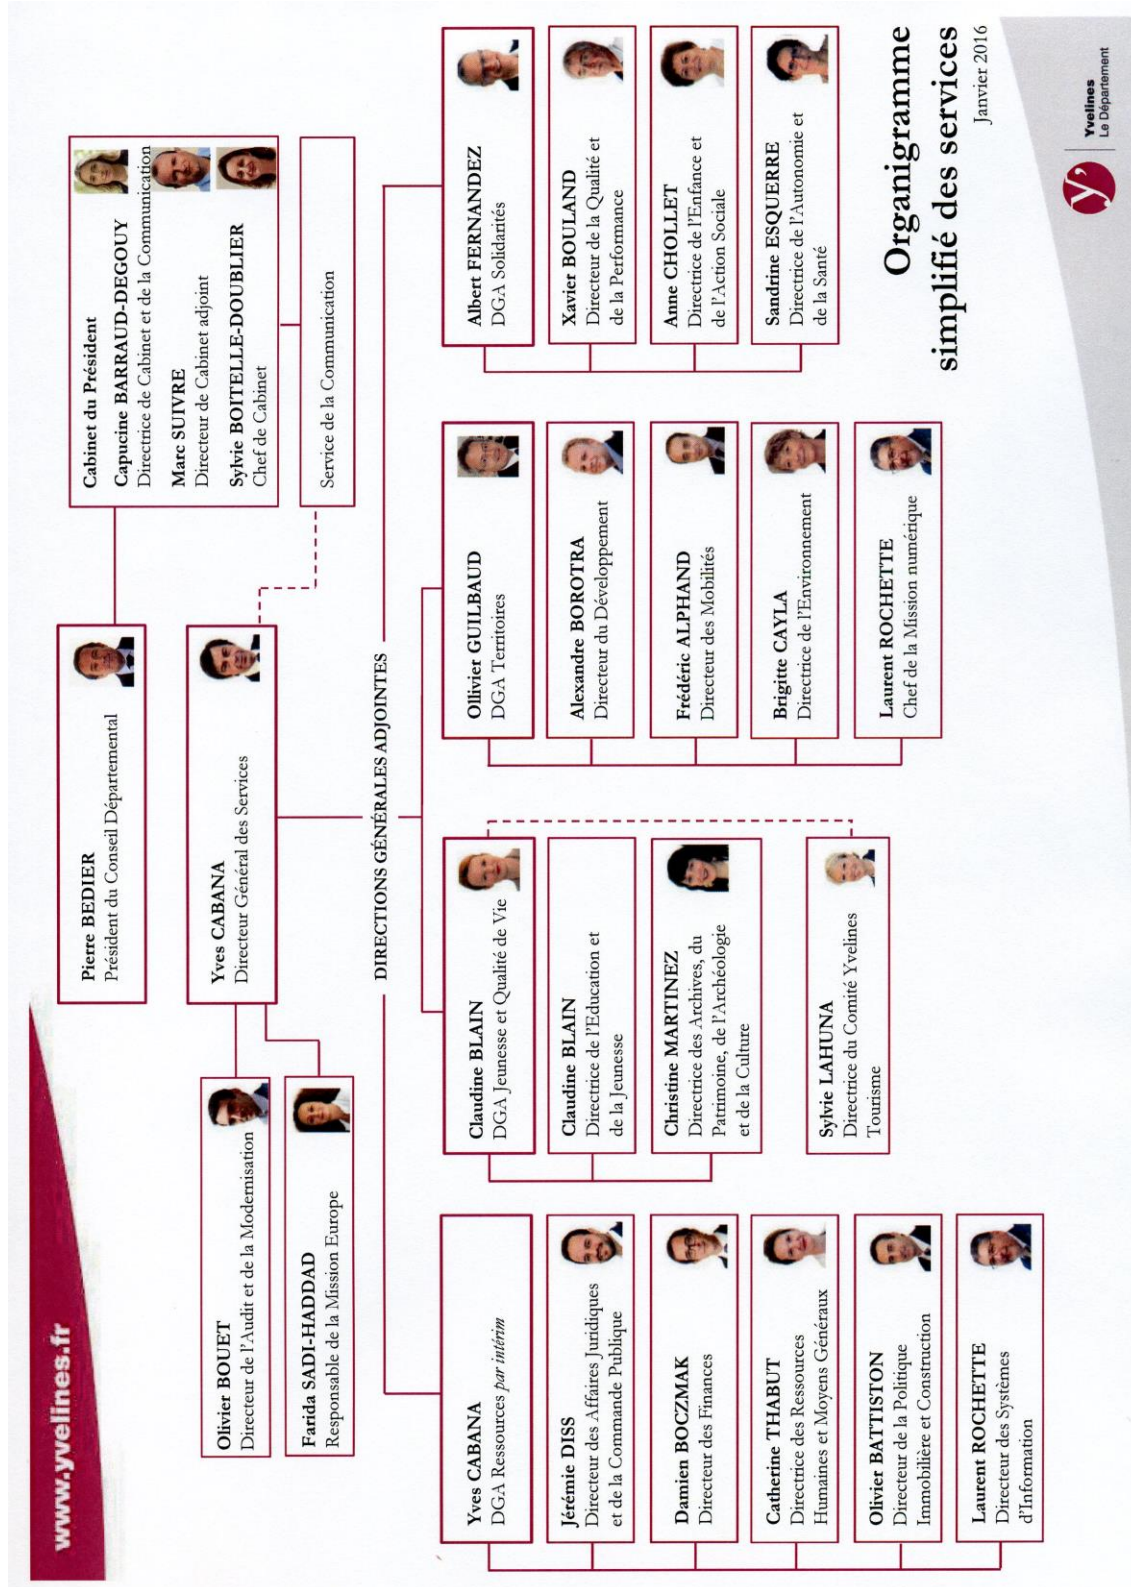 www.yvelines.fr
Pierre BEDIER
Président du Conseil Départemental
Cabinet du Président
Capucine BARRAUD-DEGOUY
Directrice de Cabinet et de la Communication
Marc SUIVRE
Directeur de Cabinet adjoint
Sylvie BOITELLE-DOUBLIER
Chef de Cabinet
Service de la Communication
Yves CABANA
Directeur Général des Services
Olivier BOUET
Directeur de l'Audit et de la Modernisation
Farida SADI-HADDAD
Responsable de la Mission Europe
DIRECTIONS GÉNÉRALES ADJOINTES
Yves CABANA
DGA Ressources par intérim
Jérémie DISS
Directeur des Affaires Juridiques
et de la Commande Publique
Damien BOCZMAK
Directeur des Finances
Catherine THABUT
Directrice des Ressources
Humaines et Moyens Généraux
Olivier BATTISTON
Directeur de la Politique
Immobilière et Construction
Laurent ROCHETTE
Directeur des Systèmes
d'Information
Claudine BLAIN
DGA Jeunesse et Qualité de Vie
Claudine BLAIN
Directrice de l'Education et
de la Jeunesse
Christine MARTINEZ
Directrice des Archives, du
Patrimoine, de l'Archéologie
et de la Culture
Sylvie LAHUNA
Directrice du Comité Yvelines
Tourisme
Ollivier GUILBAUD
DGA Territoires
Alexandre BOROTRA
Directeur du Développement
Frédéric ALPHAND
Directeur des Mobilités
Brigitte CAYLA
Directrice de l'Environnement
Laurent ROCHETTE
Chef de la Mission numérique
Albert FERNANDEZ
DGA Solidarités
Xavier BOULAND
Directeur de la Qualité et
de la Performance
Anne CHOLLET
Directrice de l'Enfance et
de l'Action Sociale
Sandrine ESQUERRE
Directrice de l'Autonomie et
de la Santé
Organigramme
simplifié des services
Janvier 2016
y'
Yvelines
Le Département